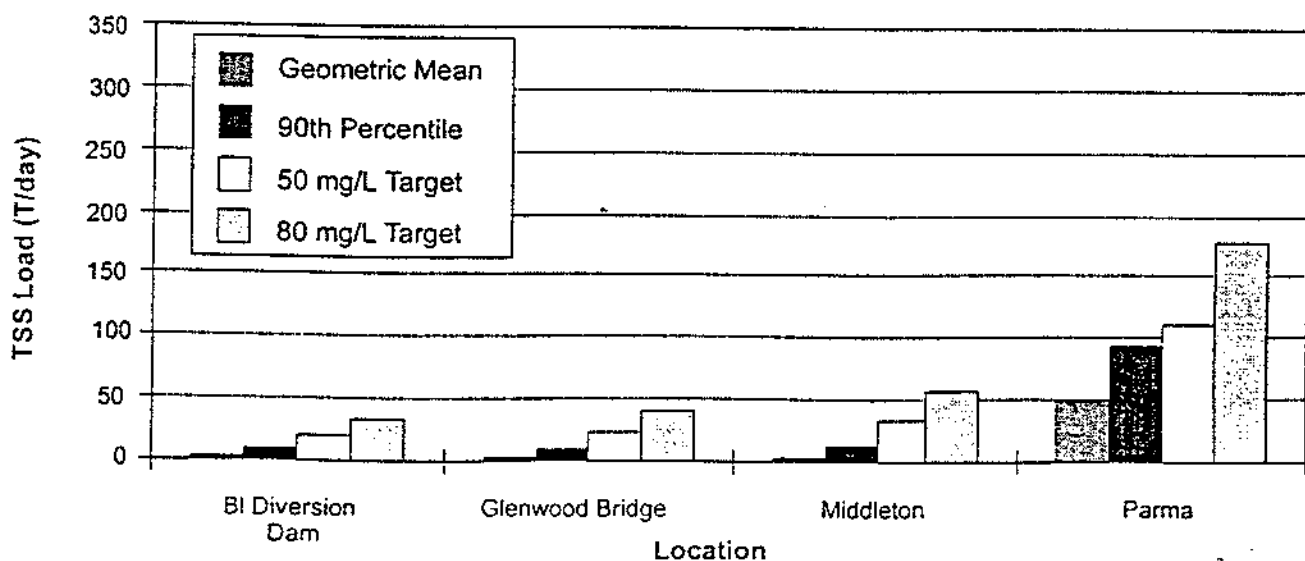 350
300
250
200
150
100
50
0
TSS Load (T/day)
Geometric Mean
90th Percentile
50 mg/L Target
80 mg/L Target
Bl Diversion
Dam
Glenwood Bridge
Middleton
Parma
Location